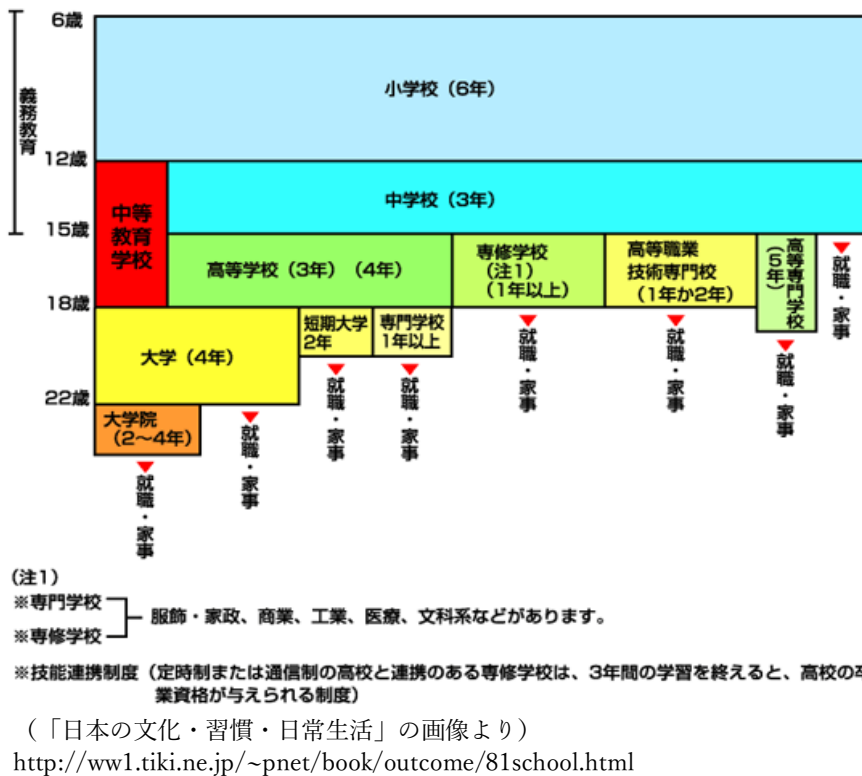 6歳
小学校（6年）
義務教育
12歳
中等
教育
学校
中学校（3年）
15歳
高等学校（3年）（4年）
専修学校
（注1）
（1年以上）
高等職業
技術専門校
（1年か2年）
高等専門学校
（5年）
就職・家事
18歳
大学（4年）
短期大学
2年
専門学校
1年以上
就職・家事
就職・家事
就職・家事
就職・家事
就職・家事
22歳
大学院
（2～4年）
就職・家事
就職・家事
（注1）
※専門学校
※専修学校
服飾・家政、商業、工業、医療、文科系などがあります。
※技能連携制度（定時制または通信制の高校と連携のある専修学校は、3年間の学習を終えると、高校の卒
業資格が与えられる制度）
（「日本の文化・習慣・日常生活」の画像より）
http://ww1.tiki.ne.jp/~pnet/book/outcome/81school.html